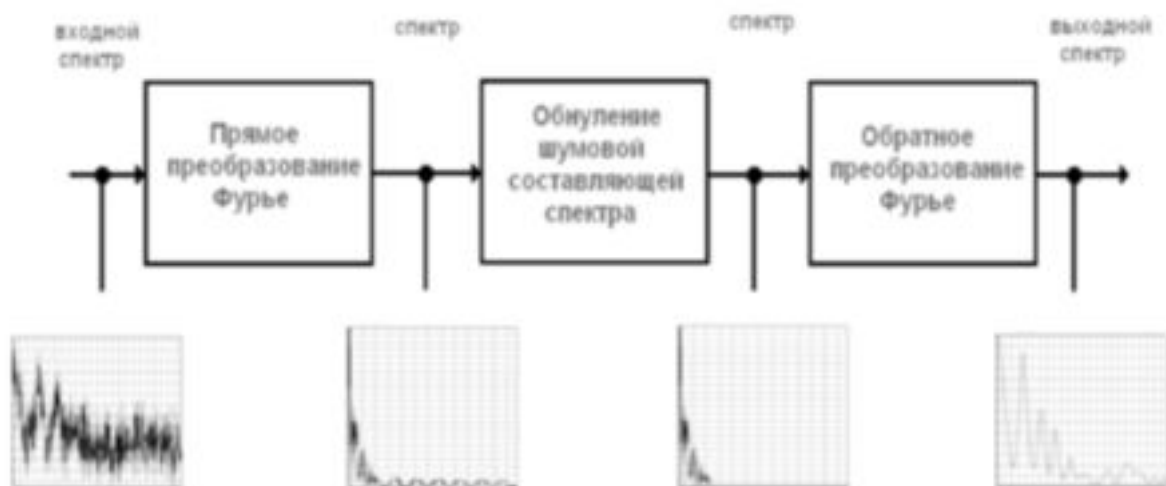 входной
спектр
спектр
спектр
выходной
спектр
Прямое
преобразование
Фурье
Обнуление
шумовой
составляющей
спектра
Обратное
преобразование
Фурье